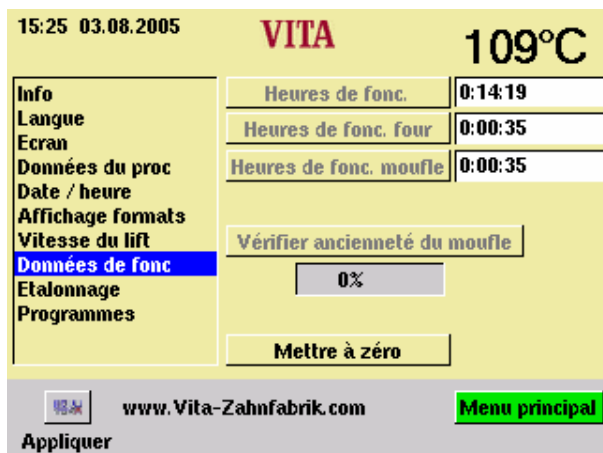 15:25 03.08.2005
VITA
109°C
Info
Langue
Ecran
Données du proc
Date / heure
Affichage formats
Vitesse du lift
Données de fonc
Etalonnage
Programmes
Heures de fonc.
0:14:19
Heures de fonc. four
0:00:35
Heures de fonc. moufle
0:00:35
Vérifier ancienneté du moufle
0%
Mettre à zéro
www.Vita-Zahnfabrik.com
Menu principal
Appliquer